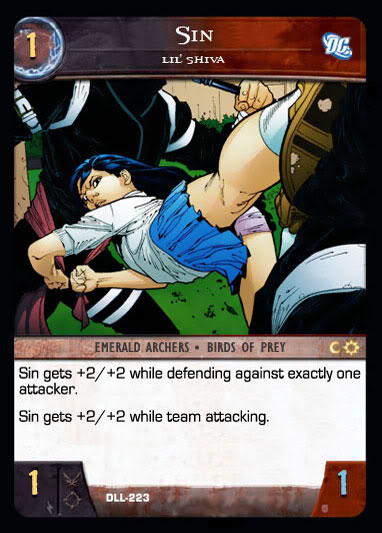 1
SIN
LIL' SHIVA
DC
EMERALD ARCHERS • BIRDS OF PREY
Sin gets +2/+2 while defending against exactly one
attacker.
Sin gets +2/+2 while team attacking.
1
DLL-223
1